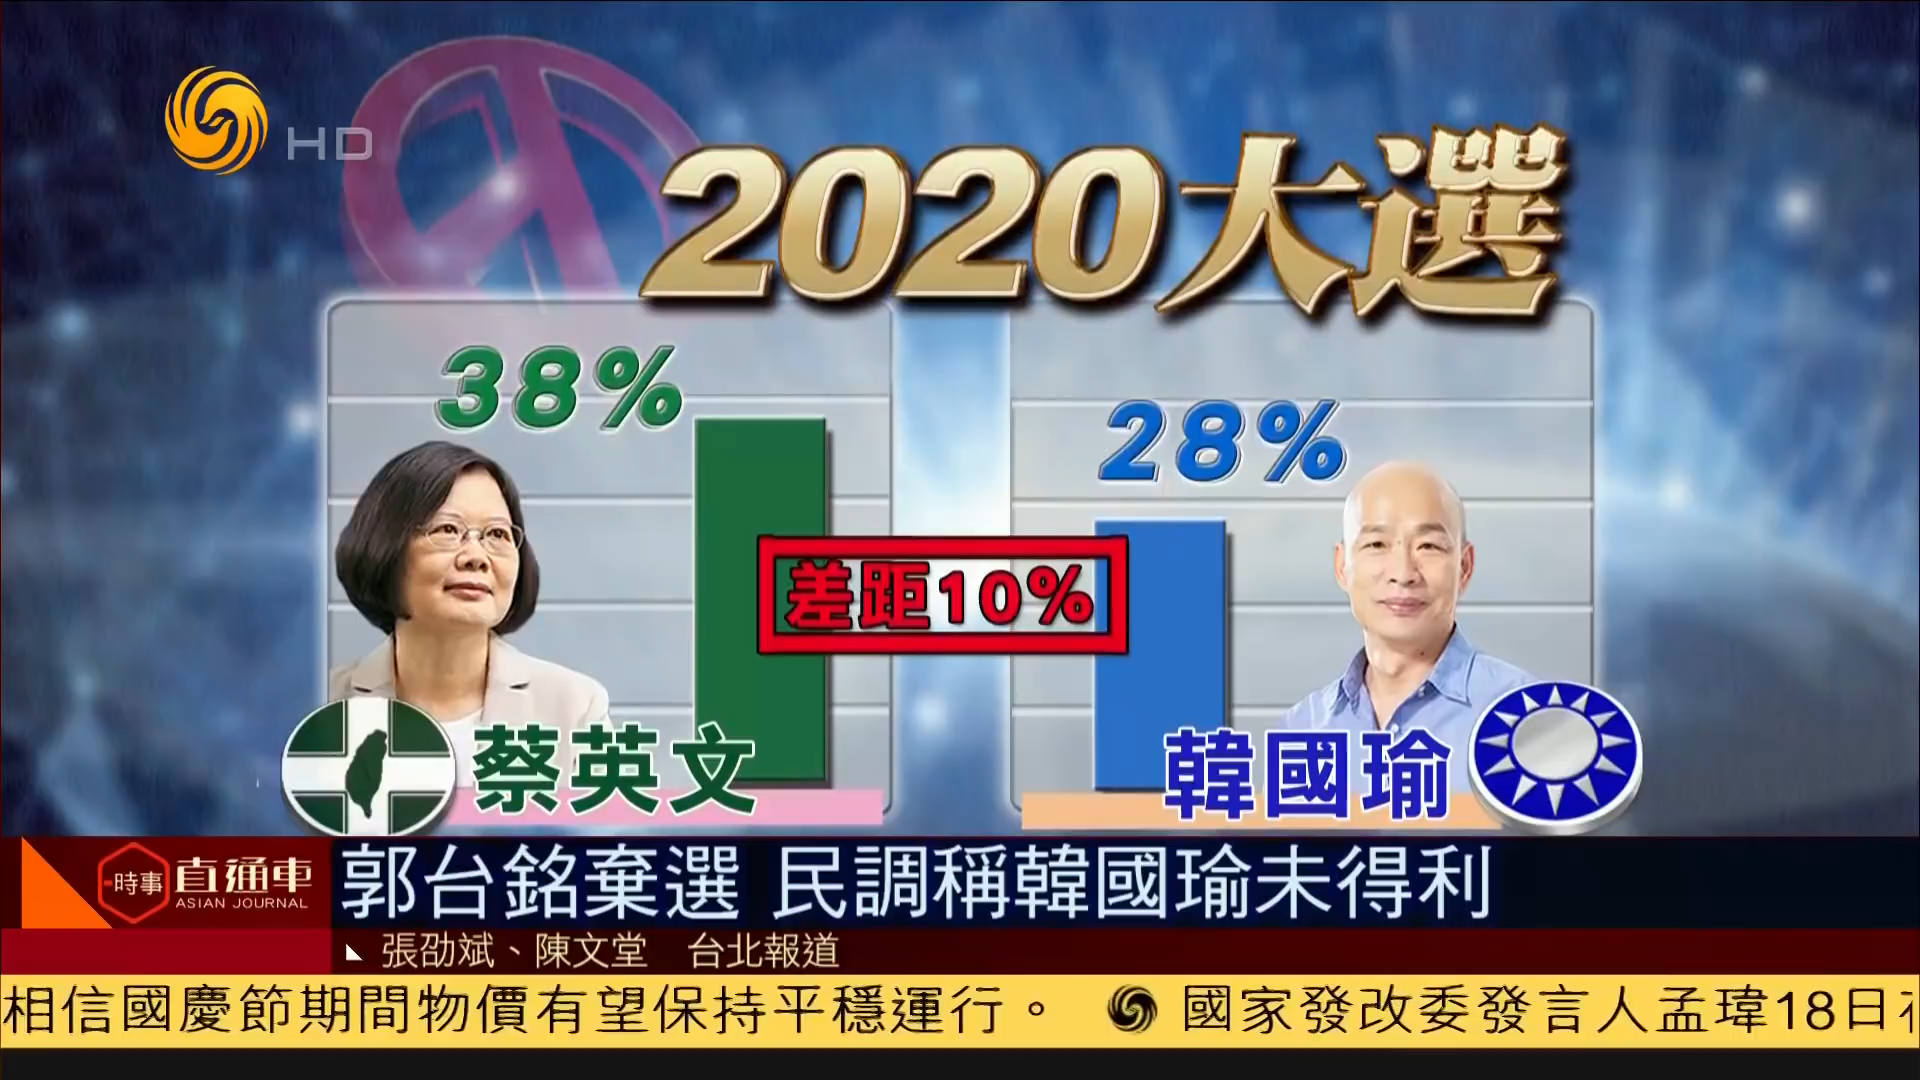 HD
2020大選
38%
28%
差距10%
蔡英文
韓國瑜
時事直通車
ASIAN JOURNAL
郭台銘棄選 民調稱韓國瑜未得利
張劭斌、陳文堂 台北報道
相信國慶節期間物價有望保持平穩運行。 國家發改委發言人孟瑋18日